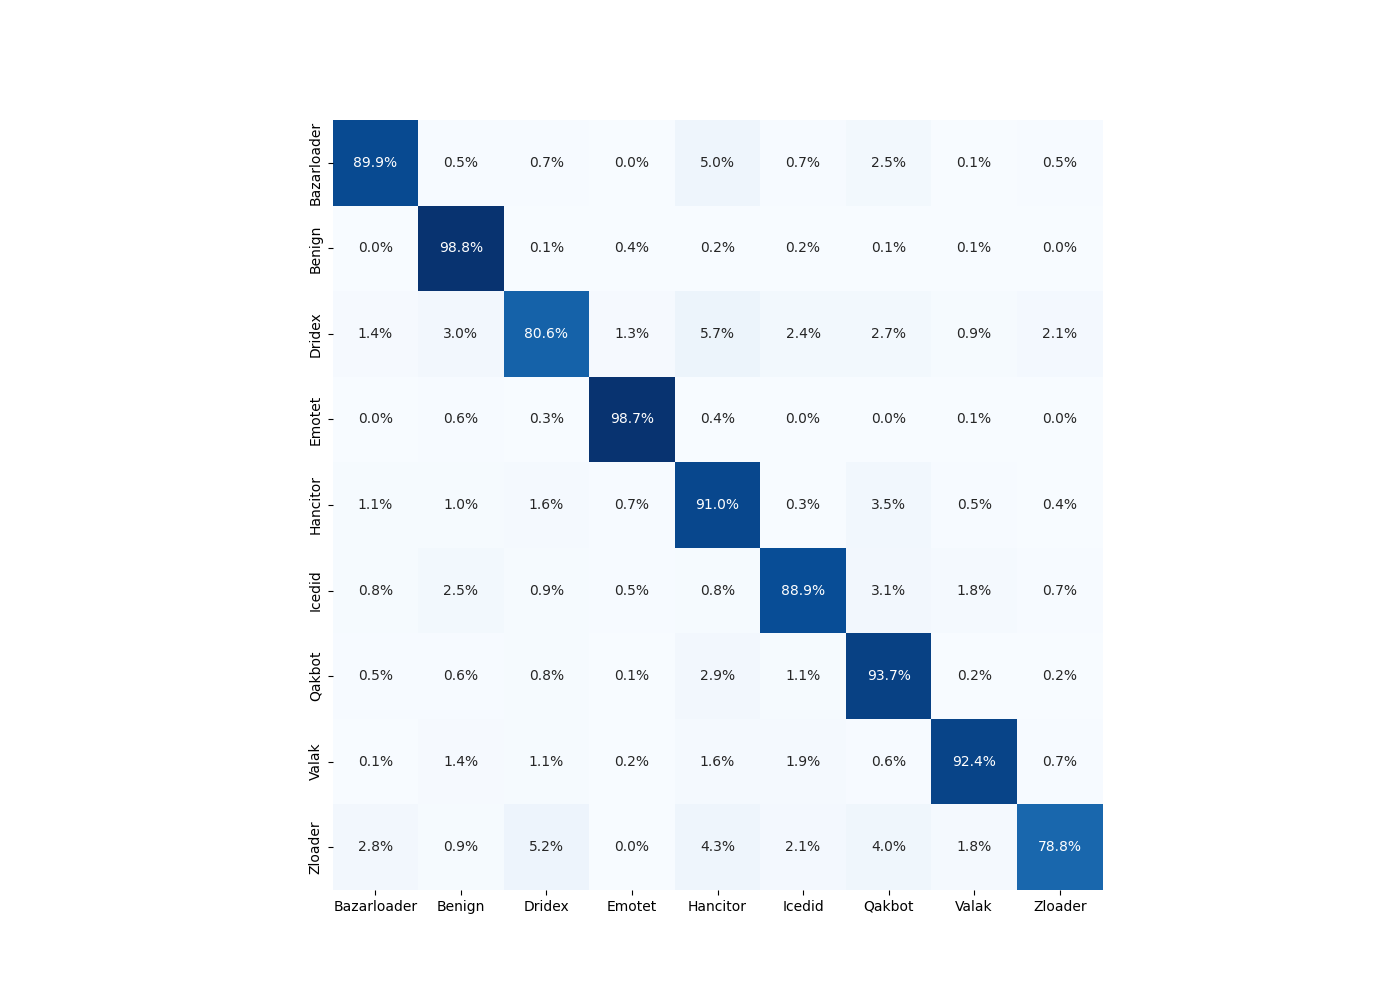 Bazarloader 89.9% 0.5% 0.7% 0.0% 5.0% 0.7% 2.5% 0.1% 0.5%
Benign 0.0% 98.8% 0.1% 0.4% 0.2% 0.2% 0.1% 0.1% 0.0%
Dridex 1.4% 3.0% 80.6% 1.3% 5.7% 2.4% 2.7% 0.9% 2.1%
Emotet 0.0% 0.6% 0.3% 98.7% 0.4% 0.0% 0.0% 0.1% 0.0%
Hancitor 1.1% 1.0% 1.6% 0.7% 91.0% 0.3% 3.5% 0.5% 0.4%
Icedid 0.8% 2.5% 0.9% 0.5% 0.8% 88.9% 3.1% 1.8% 0.7%
Qakbot 0.5% 0.6% 0.8% 0.1% 2.9% 1.1% 93.7% 0.2% 0.2%
Valak 0.1% 1.4% 1.1% 0.2% 1.6% 1.9% 0.6% 92.4% 0.7%
Zloader 2.8% 0.9% 5.2% 0.0% 4.3% 2.1% 4.0% 1.8% 78.8%
Bazarloader Benign Dridex Emotet Hancitor Icedid Qakbot Valak Zloader